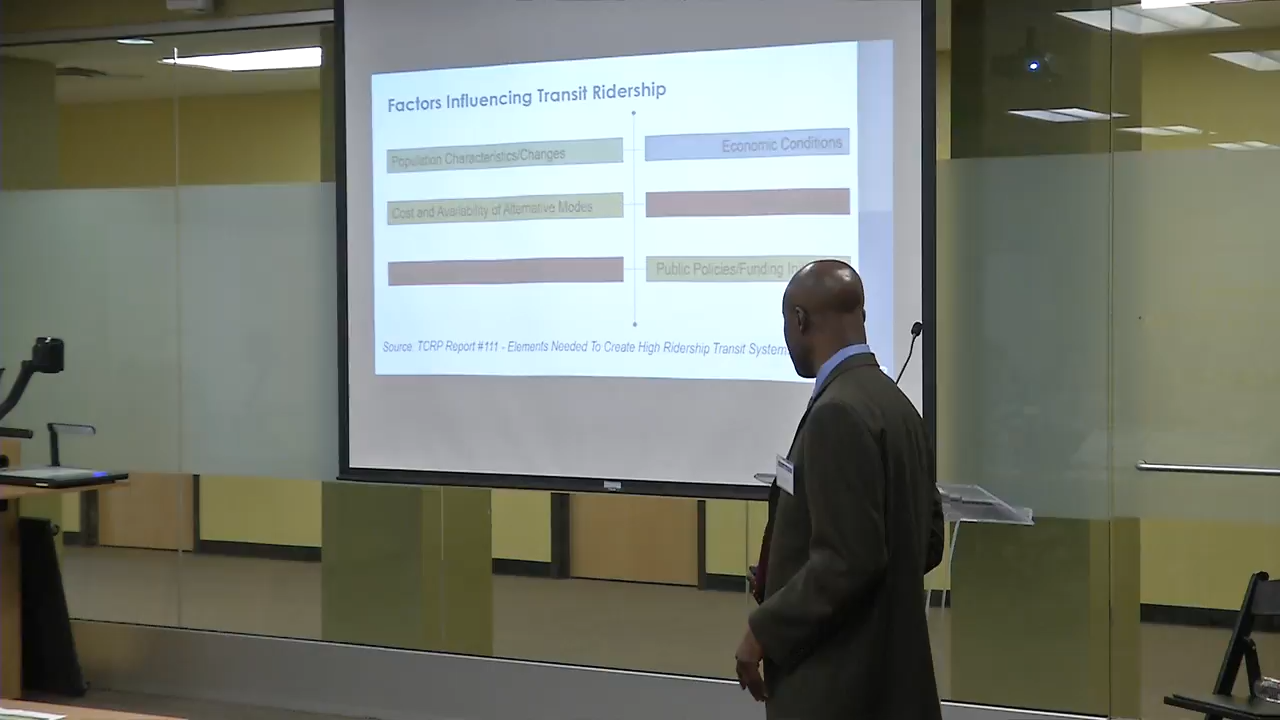 Factors Influencing Transit Ridership
Population Characteristics/Changes
Economic Conditions
Cost and Availability of Alternative Modes
Public Policies/Funding
Source. TCRP Report #111 - Elements Needed To Create High Ridership Transit System